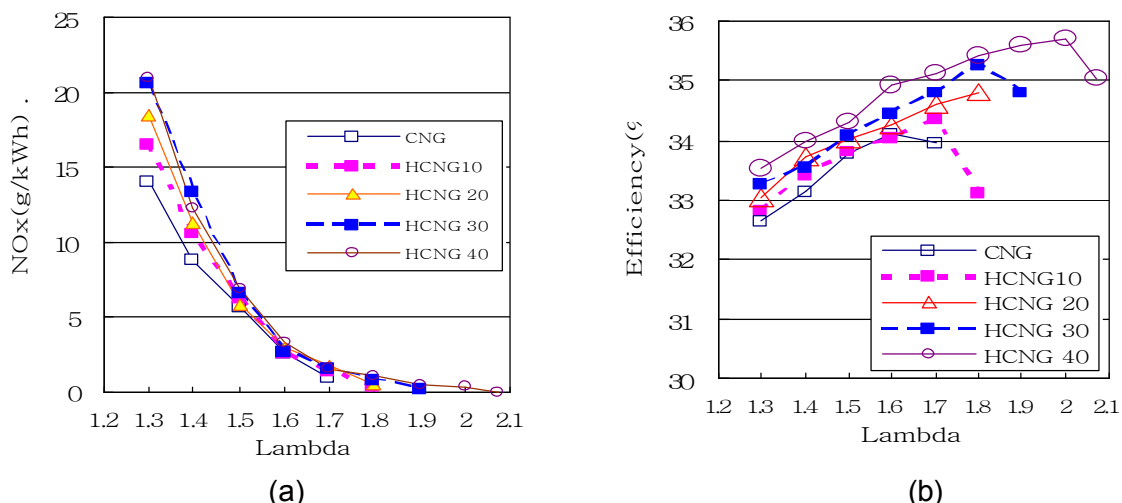 NOx(g/kWh) .
25
20
15
10
5
0
1.2 1.3 1.4 1.5 1.6 1.7 1.8 1.9 2 2.1
Lambda
CNG
HCNG10
HCNG 20
HCNG 30
HCNG 40
(a)
Efficiency(
36
35
34
33
32
31
30
1.2 1.3 1.4 1.5 1.6 1.7 1.8 1.9 2 2.1
Lambda
CNG
HCNG10
HCNG 20
HCNG 30
HCNG 40
(b)